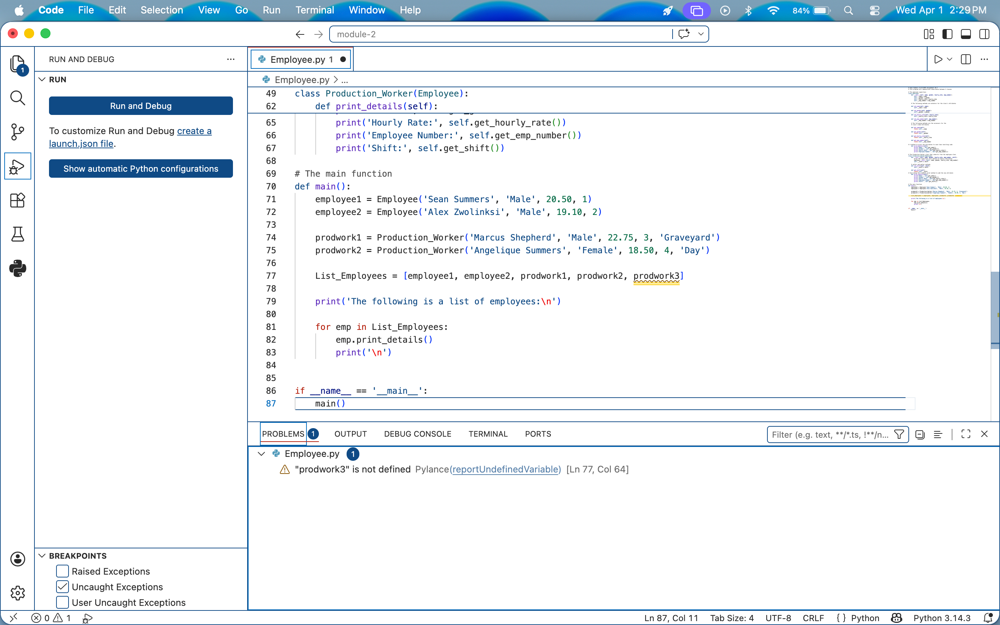 Code File Edit Selection View Go Run Terminal Window Help 84% Wed Apr 1 2:29 PM
module-2
RUN AND DEBUG
RUN
Run and Debug
To customize Run and Debug create a
launch.json file.
Show automatic Python configurations
BREAKPOINTS
Raised Exceptions
Uncaught Exceptions
User Uncaught Exceptions
1
Employee.py 1
Employee.py > ...
49 class Production_Worker(Employee):
62 def print_details(self):
65 print('Hourly Rate:', self.get_hourly_rate())
66 print('Employee Number:', self.get_emp_number())
67 print('Shift:', self.get_shift())
68
69 # The main function
70 def main():
71 employee1 = Employee('Sean Summers', 'Male', 20.50, 1)
72 employee2 = Employee('Alex Zwolinksi', 'Male', 19.10, 2)
73
74 prodwork1 = Production_Worker('Marcus Shepherd', 'Male', 22.75, 3, 'Graveyard')
75 prodwork2 = Production_Worker('Angelique Summers', 'Female', 18.50, 4, 'Day')
76
77 List_Employees = [employee1, employee2, prodwork1, prodwork2, prodwork3]
78
79 print('The following is a list of employees:\n')
80
81 for emp in List_Employees:
82 emp.print_details()
83 print('\n')
84
85
86 if __name__ == '__main__':
87 main()
PROBLEMS 1 OUTPUT DEBUG CONSOLE TERMINAL PORTS Filter (e.g. text, **/*.ts, !**/n...
Employee.py 1
"prodwork3" is not defined Pylance(reportUndefinedVariable) [Ln 77, Col 64]
0 1 Ln 87, Col 11 Tab Size: 4 UTF-8 CRLF { } Python Python 3.14.3